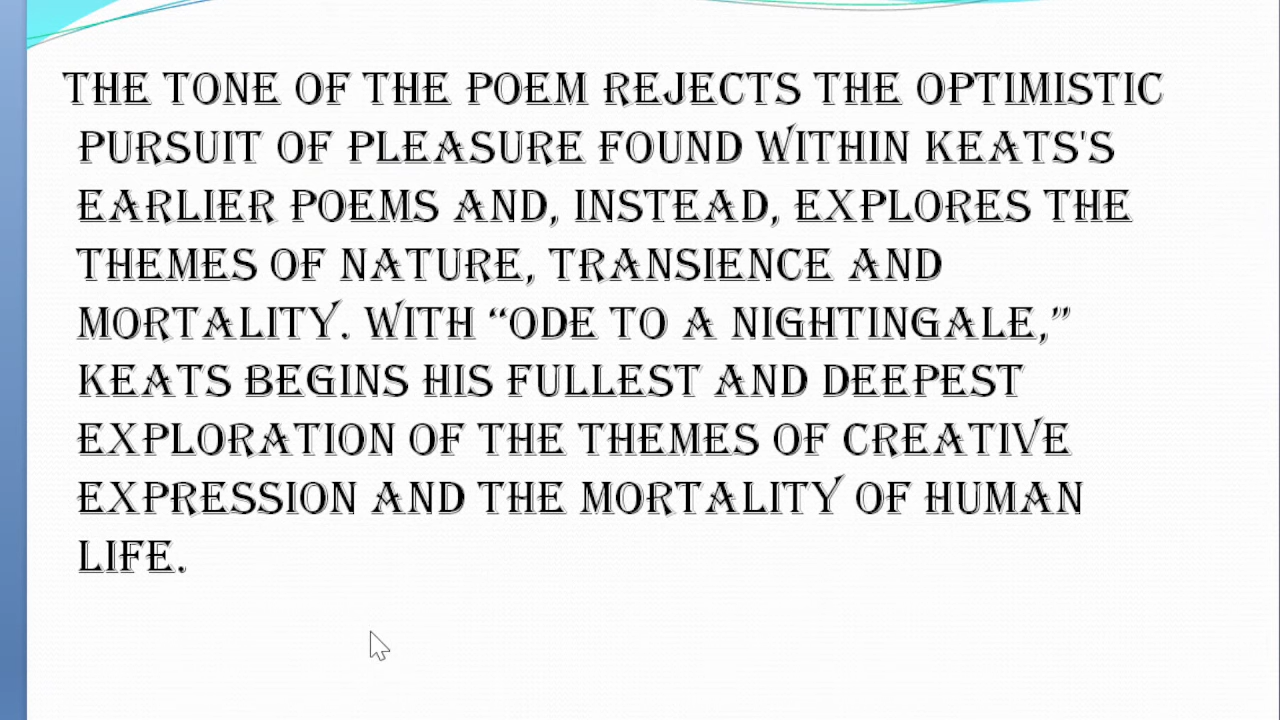 THE TONE OF THE POEM REJECTS THE OPTIMISTIC
PURSUIT OF PLEASURE FOUND WITHIN KEATS'S
EARLIER POEMS AND, INSTEAD, EXPLORES THE
THEMES OF NATURE, TRANSIENCE AND
MORTALITY. WITH “ODE TO A NIGHTINGALE,”
KEATS BEGINS HIS FULLEST AND DEEPEST
EXPLORATION OF THE THEMES OF CREATIVE
EXPRESSION AND THE MORTALITY OF HUMAN
LIFE.